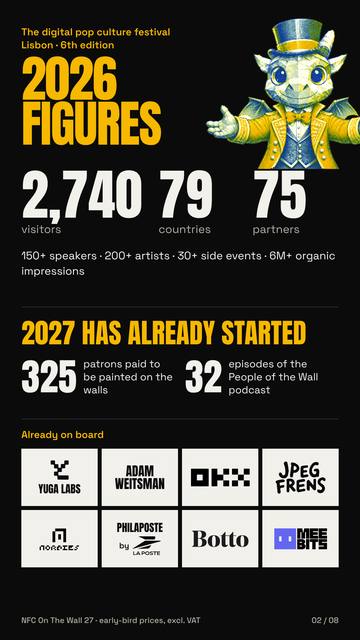 The digital pop culture festival
Lisbon · 6th edition
2026
FIGURES
2,740 79 75
visitors countries partners
150+ speakers · 200+ artists · 30+ side events · 6M+ organic
impressions
2027 HAS ALREADY STARTED
325 patrons paid to
be painted on the
walls
32 episodes of the
People of the Wall
podcast
Already on board
YUGA LABS
ADAM
WEITSMAN
OKX
JPEG
FRENS
NORMIES
PHILAPOSTE
by LA POSTE
Botto
MEE
BITS
NFC On The Wall 27 · early-bird prices, excl. VAT 02 / 08